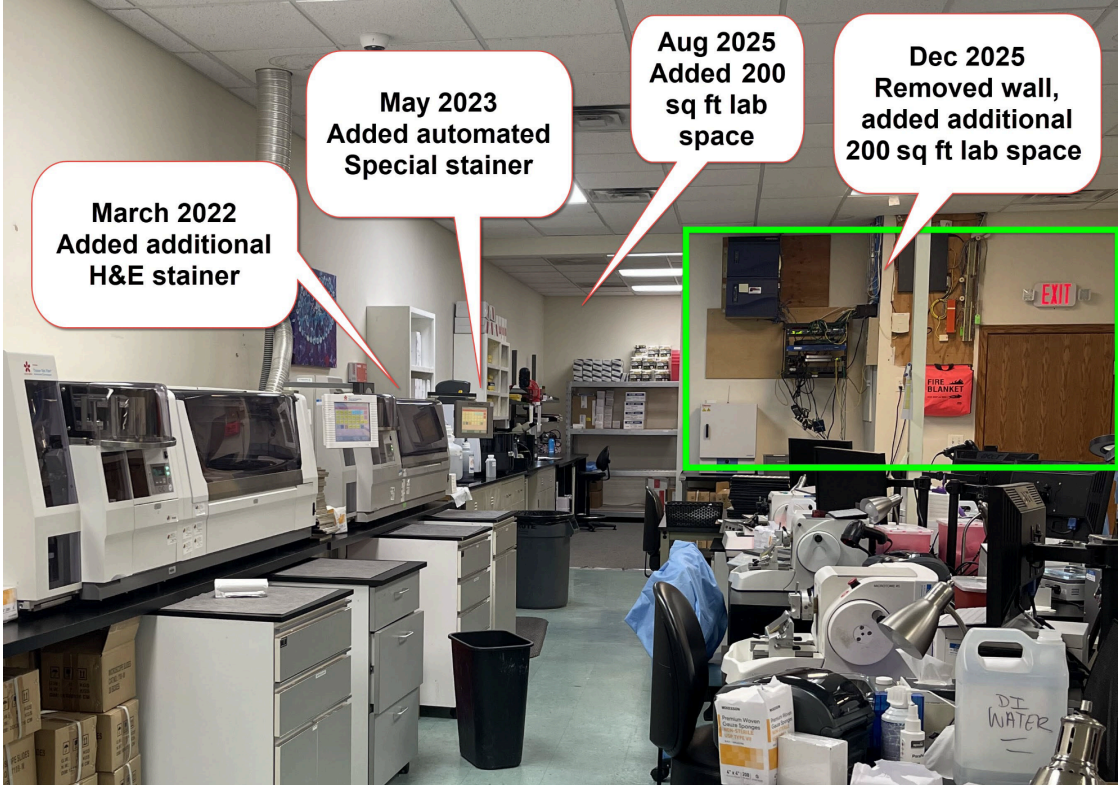 March 2022
Added additional
H&E stainer
May 2023
Added automated
Special stainer
Aug 2025
Added 200
sq ft lab
space
Dec 2025
Removed wall,
added additional
200 sq ft lab space
EXIT
FIRE
BLANKET
Premium Woven
Gauze Sponges
DI
WATER